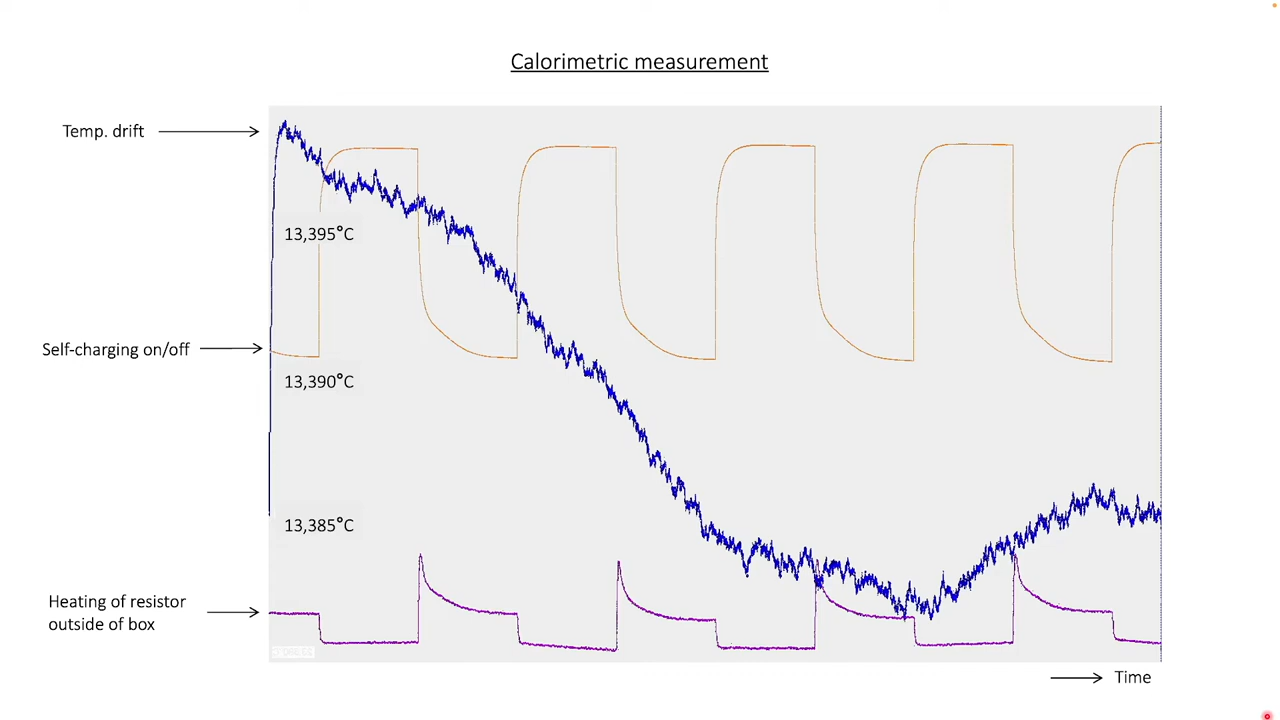 Calorimetric measurement
Temp. drift
13,395°C
Self-charging on/off
13,390°C
13,385°C
Heating of resistor
outside of box
Time